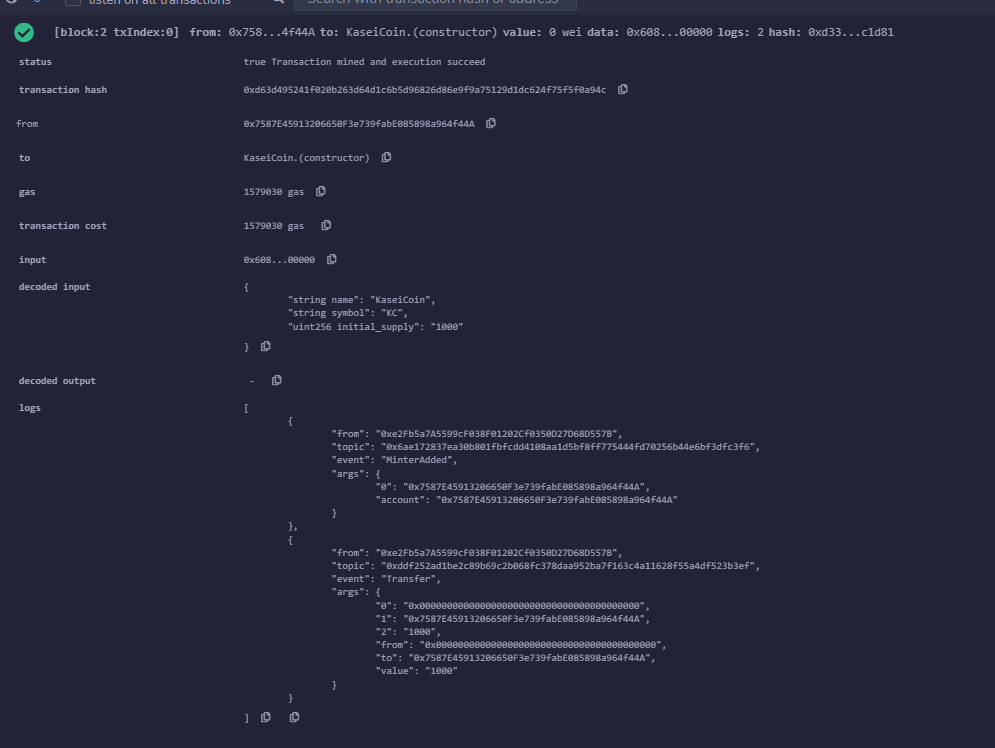 listen on all transactions
Search with transaction hash or address
[block:2 txIndex:0] from: 0x758...4f44A to: KaseiCoin.(constructor) value: 0 wei data: 0x608...00000 logs: 2 hash: 0xd33...c1d81
status true Transaction mined and execution succeed
transaction hash 0xd63d495241f020b263d64d1c6b5d96826d86e9f9a75129d1dc624f75f5f0a94c
from 0x7587E45913206650F3e739fabE085898a964f44A
to KaseiCoin.(constructor)
gas 1579030 gas
transaction cost 1579030 gas
input 0x608...00000
decoded input {
"string name": "KaseiCoin",
"string symbol": "KC",
"uint256 initial_supply": "1000"
}
decoded output -
logs [
{
"from": "0xe2Fb5a7A5599cF038F01202Cf0350D27D68D557B",
"topic": "0x6ae172837ea30b801fbfcdd4108aa1d5bf8ff775444fd70256b44e6bf3dfc3f6",
"event": "MinterAdded",
"args": {
"0": "0x7587E45913206650F3e739fabE085898a964f44A",
"account": "0x7587E45913206650F3e739fabE085898a964f44A"
}
},
{
"from": "0xe2Fb5a7A5599cF038F01202Cf0350D27D68D557B",
"topic": "0xddf252ad1be2c89b69c2b068fc378daa952ba7f163c4a11628f55a4df523b3ef",
"event": "Transfer",
"args": {
"0": "0x0000000000000000000000000000000000000000",
"1": "0x7587E45913206650F3e739fabE085898a964f44A",
"2": "1000",
"from": "0x0000000000000000000000000000000000000000",
"to": "0x7587E45913206650F3e739fabE085898a964f44A",
"value": "1000"
}
}
]